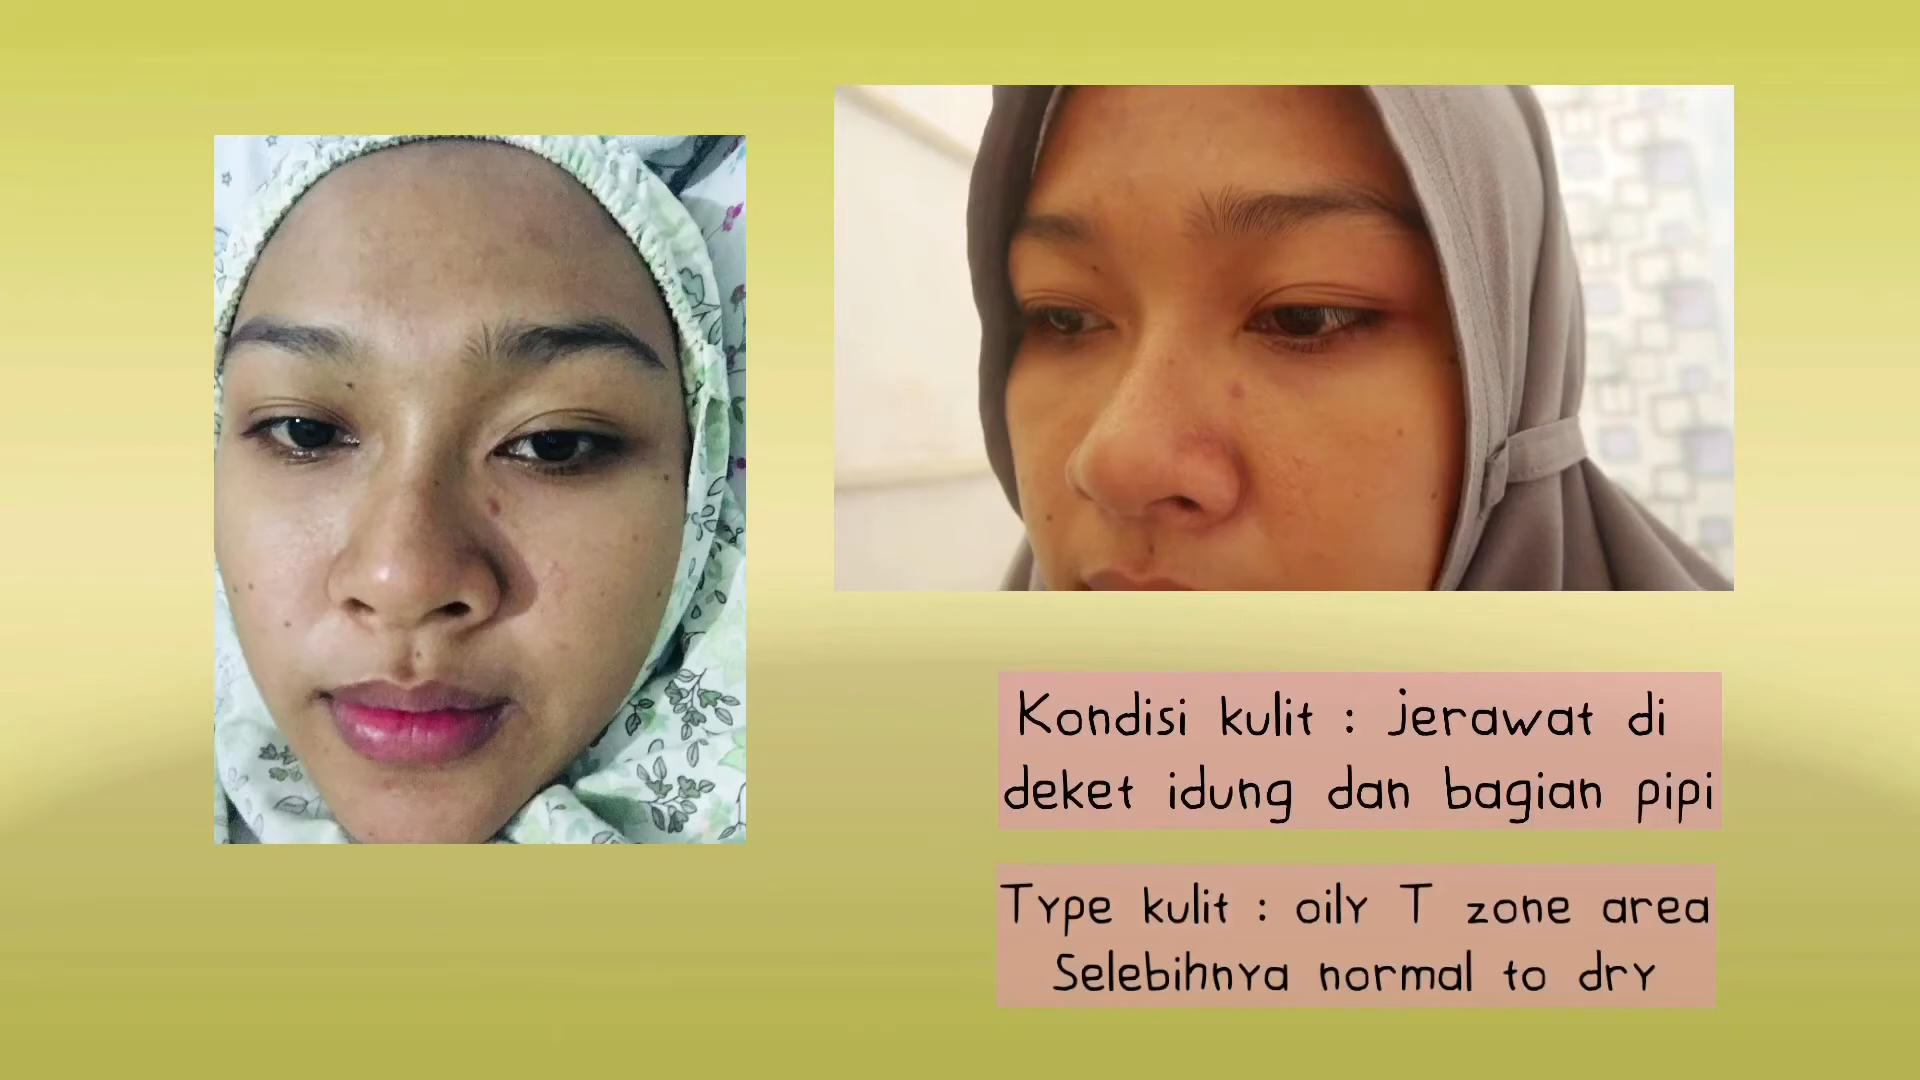 Kondisi kulit : jerawat di
deket idung dan bagian pipi
Type kulit : oily T zone area
Selebihnya normal to dry